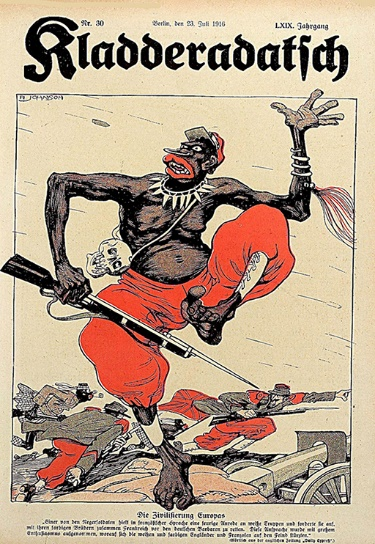 Nr. 30
Berlin, den 23. Juli 1916
LXIX. Jahrgang
Kladderadatsch
A. JOHNSON
Die Zivilisierung Europas
„Einer von den Negersoldaten hielt in französischer Sprache eine feurige Anrede an weiße Truppen und forderte sie auf,
mit ihren farbigen Brüdern zusammen Frankreich vor den deutschen Barbaren zu retten. Diese Ansprache wurde mit großem
Enthusiasmus aufgenommen, worauf sich die weißen und farbigen Engländer und Franzosen auf den Feind stürzten.“